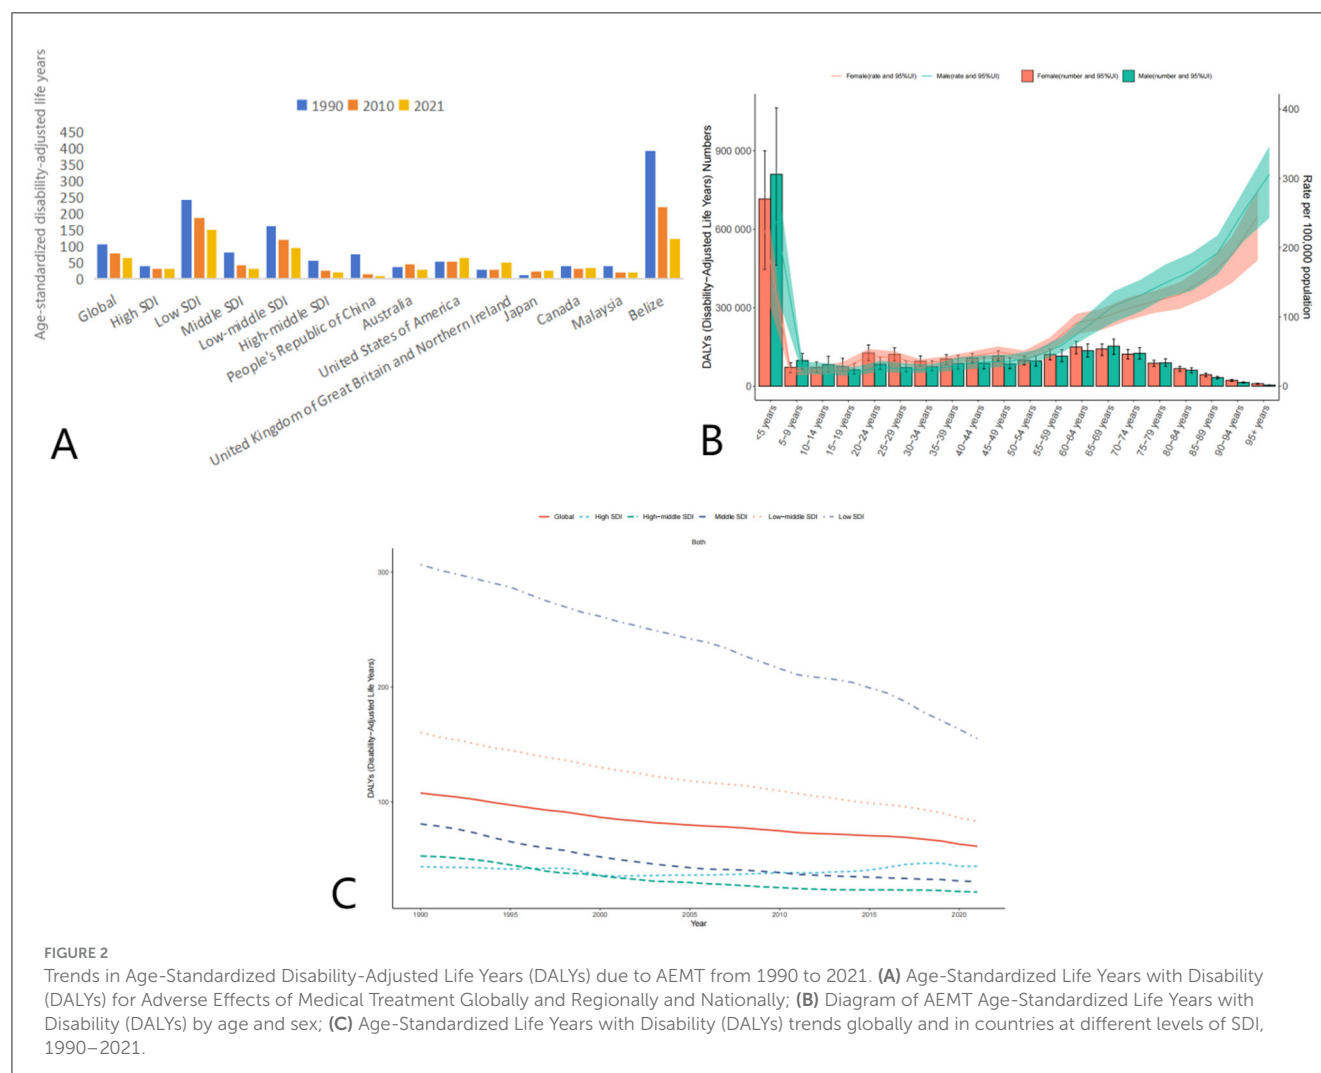 Age-standardized disability-adjusted life years
1990 2010 2021
450
400
350
300
250
200
150
100
50
0
Global
High SDI
Low SDI
Middle SDI
Low-middle SDI
High-middle SDI
People's Republic of China
Australia
United States of America
United Kingdom of Great Britain and Northern Ireland
Japan
Canada
Malaysia
Belize
A
Female(rate and 95%UI) Male(rate and 95%UI) Female(number and 95%UI) Male(number and 95%UI)
DALYs (Disability-Adjusted Life Years) Numbers
900 000
600 000
300 000
0
400
300
200
100
0
Rate per 100,000 population
<5 years
5-9 years
10-14 years
15-19 years
20-24 years
25-29 years
30-34 years
35-39 years
40-44 years
45-49 years
50-54 years
55-59 years
60-64 years
65-69 years
70-74 years
75-79 years
80-84 years
85-89 years
90-94 years
95+ years
B
Global High SDI High-middle SDI Middle SDI Low-middle SDI Low SDI
Both
DALYs (Disability-Adjusted Life Years)
300
200
100
1990 1995 2000 2005 2010 2015 2020
Year
C
FIGURE 2
Trends in Age-Standardized Disability-Adjusted Life Years (DALYs) due to AEMT from 1990 to 2021. (A) Age-Standardized Life Years with Disability
(DALYs) for Adverse Effects of Medical Treatment Globally and Regionally and Nationally; (B) Diagram of AEMT Age-Standardized Life Years with
Disability (DALYs) by age and sex; (C) Age-Standardized Life Years with Disability (DALYs) trends globally and in countries at different levels of SDI,
1990–2021.